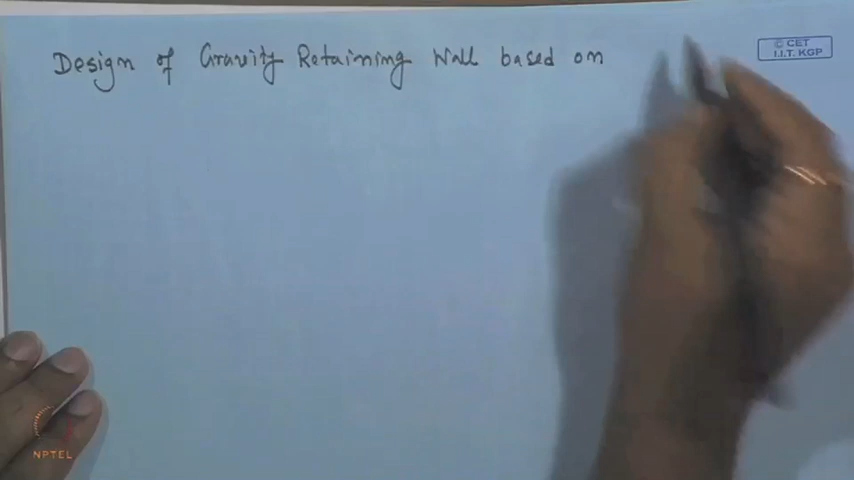 Design of Gravity Retaining Wall based on
© CET
I.I.T. KGP
NPTEL